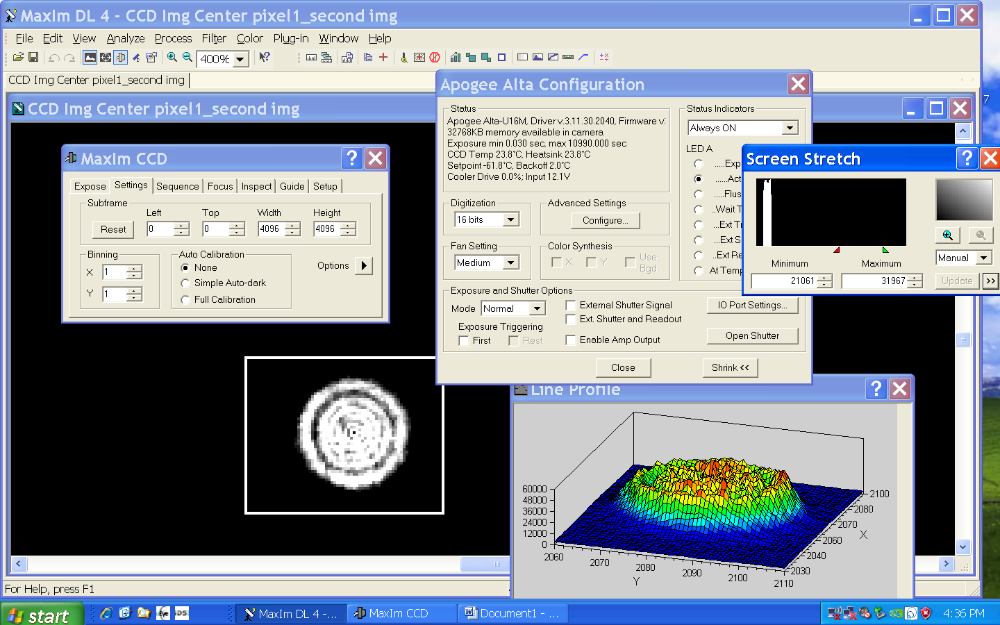 MaxIm DL 4 - CCD Img Center pixel1_second img
File Edit View Analyze Process Filter Color Plug-in Window Help
400%
CCD Img Center pixel1_second img
CCD Img Center pixel1_second img
MaxIm CCD
Expose Settings Sequence Focus Inspect Guide Setup
Subframe
Left Top Width Height
Reset 0 0 4096 4096
Binning
X 1
Y 1
Auto Calibration
None
Simple Auto-dark
Full Calibration
Options
Apogee Alta Configuration
Status
Apogee Alta-U16M, Driver v.3.11.30.2040, Firmware v:
32768KB memory available in camera
Exposure min 0.030 sec, max 10990.000 sec
CCD Temp 23.8°C, Heatsink 23.8°C
Setpoint -61.8°C, Backoff 2.0°C
Cooler Drive 0.0%; Input 12.1V
Digitization
16 bits
Advanced Settings
Configure...
Fan Setting
Medium
Color Synthesis
X Y Use
Bgd
Status Indicators
Always ON
LED A
.....Exp
......Act
.....Flus
..Wait T
...Ext Tr
...Ext S
..Ext Re
At Temp
Exposure and Shutter Options
Mode Normal
Exposure Triggering
First Rest
External Shutter Signal
Ext. Shutter and Readout
Enable Amp Output
IO Port Settings...
Open Shutter
Close Shrink <<
Screen Stretch
Minimum Maximum
21061 31967
Manual
Update >>
7
Line Profile
60000
48000
36000
24000
12000
0
2060 2070 2080 2090 2100 2110
Y
2100
2080
2070
2060
2040
2030
X
For Help, press F1
start
MaxIm DL 4 -...
MaxIm CCD
Document1 - ...
4:36 PM